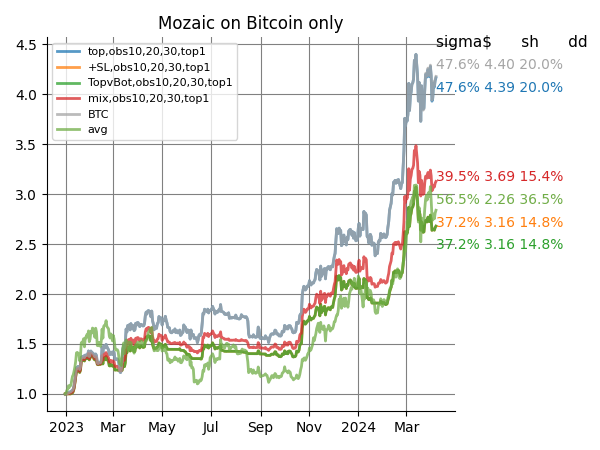 Mozaic on Bitcoin only
sigma$ sh dd
4.5
4.0
3.5
3.0
2.5
2.0
1.5
1.0
top,obs10,20,30,top1
+SL,obs10,20,30,top1
TopvBot,obs10,20,30,top1
mix,obs10,20,30,top1
BTC
avg
47.6% 4.40 20.0%
47.6% 4.39 20.0%
39.5% 3.69 15.4%
56.5% 2.26 36.5%
37.2% 3.16 14.8%
37.2% 3.16 14.8%
2023 Mar May Jul Sep Nov 2024 Mar